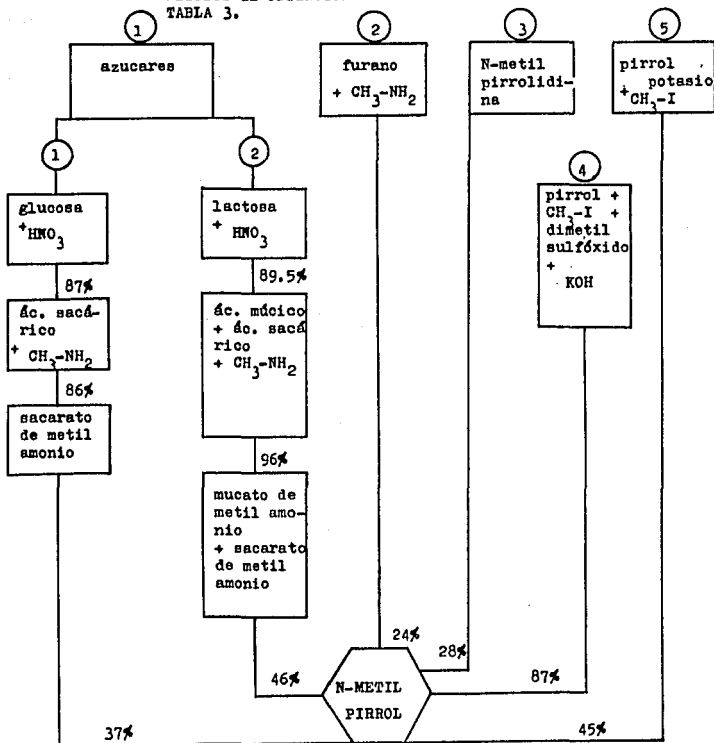 TABLA 3.
1
azucares
2
furano
+ CH3-NH2
3
N-metil
pirrolidi-
na
5
pirrol
+ potasio
CH3-I
1
glucosa
+HNO3
87%
ác. sacá-
rico
+ CH3-NH2
86%
sacarato
de metil
amonio
37%
2
lactosa
+ HNO3
89.5%
ác. múcico
+ ác. sacá
rico
+ CH3-NH2
96%
mucato de
metil amo-
nio
+ sacarato
de metil
amonio
46%
4
pirrol +
CH3-I +
dimetil
sulfóxido
+
KOH
24%
28%
87%
N-METIL
PIRROL
45%